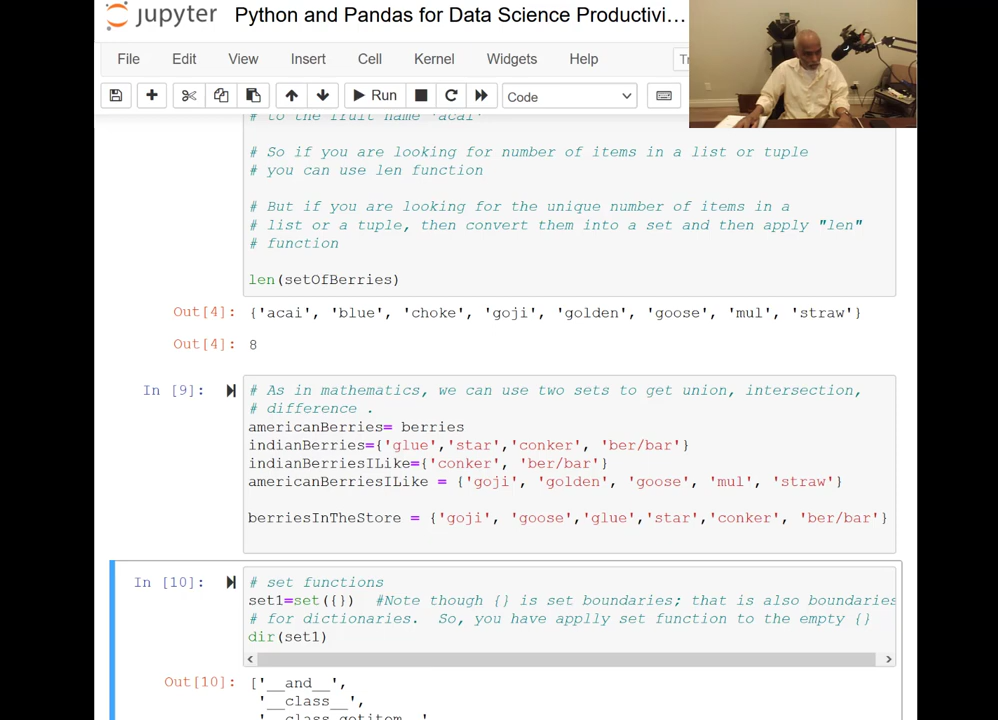 jupyter Python and Pandas for Data Science Productivi...
File Edit View Insert Cell Kernel Widgets Help
Run Code
# to the fruit name 'acai'
# So if you are looking for number of items in a list or tuple
# you can use len function
# But if you are looking for the unique number of items in a
# list or a tuple, then convert them into a set and then apply "len"
# function
len(setOfBerries)
Out[4]: {'acai', 'blue', 'choke', 'goji', 'golden', 'goose', 'mul', 'straw'}
Out[4]: 8
In [9]: # As in mathematics, we can use two sets to get union, intersection,
# difference .
americanBerries= berries
indianBerries={'glue','star','conker', 'ber/bar'}
indianBerriesILike={'conker', 'ber/bar'}
americanBerriesILike = {'goji', 'golden', 'goose', 'mul', 'straw'}
berriesInTheStore = {'goji', 'goose','glue','star','conker', 'ber/bar'}
In [10]: # set functions
set1=set({}) #Note though {} is set boundaries; that is also boundaries
# for dictionaries. So, you have applly set function to the empty {}
dir(set1)
Out[10]: ['__and__',
'__class__',
'__class_getitem__',